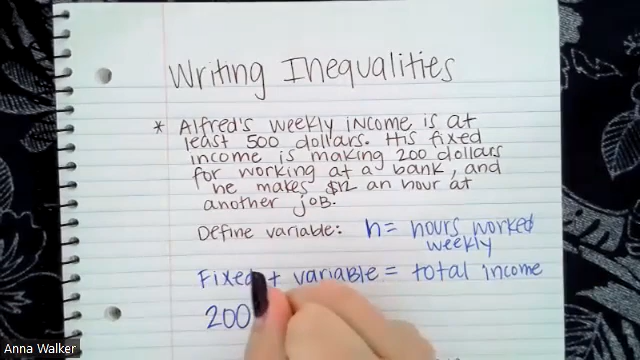 Writing Inequalities
* Alfred's weekly income is at
least 500 dollars. His fixed
income is making 200 dollars
for working at a bank, and
he makes $12 an hour at
another job.
Define variable: h = hours worked
weekly
Fixed + variable = total income
200
Anna Walker